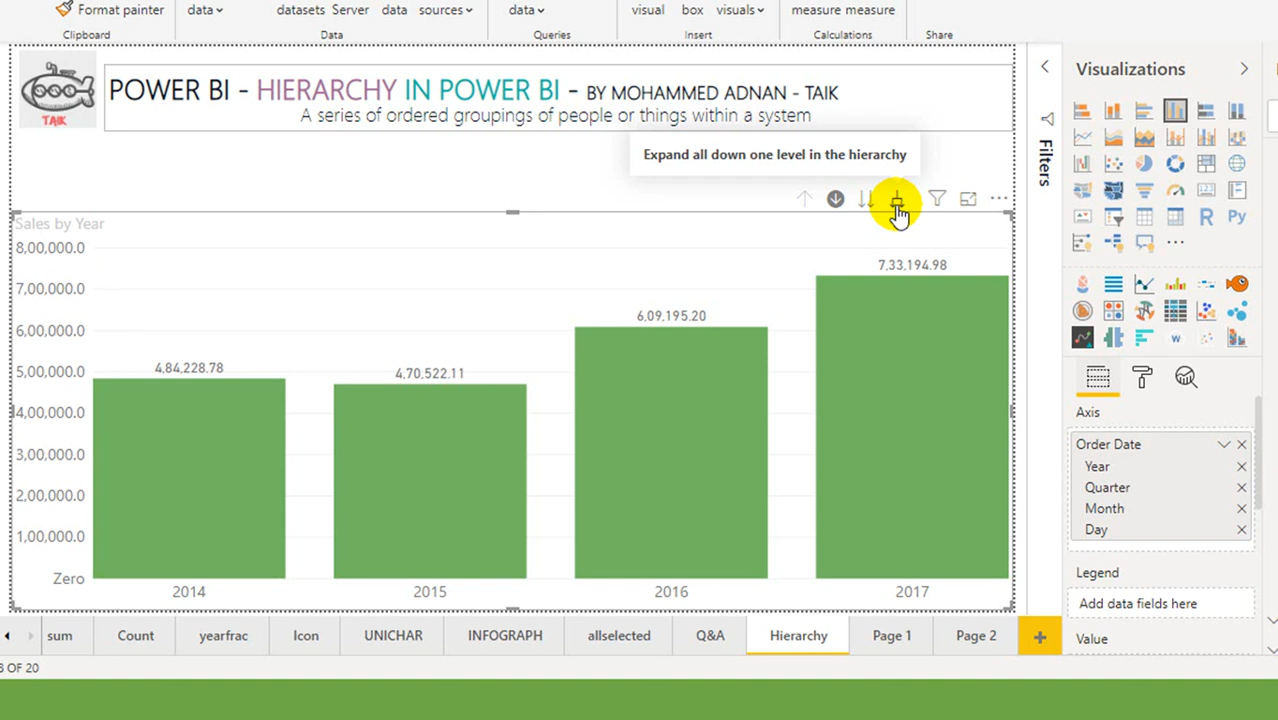 Format painter
data
datasets Server
data
sources
data
visual
box
visuals
measure measure
Clipboard
Data
Queries
Insert
Calculations
Share
TAIK
POWER BI - HIERARCHY IN POWER BI - BY MOHAMMED ADNAN - TAIK
A series of ordered groupings of people or things within a system
Expand all down one level in the hierarchy
Sales by Year
8,00,000.0
7,00,000.0
6,00,000.0
5,00,000.0
4,00,000.0
3,00,000.0
2,00,000.0
1,00,000.0
Zero
4,84,228.78
4,70,522.11
6,09,195.20
7,33,194.98
2014
2015
2016
2017
Filters
Visualizations
R
Py
123
W
Axis
Order Date
Year
Quarter
Month
Day
Legend
Add data fields here
Value
sum
Count
yearfrac
Icon
UNICHAR
INFOGRAPH
allselected
Q&A
Hierarchy
Page 1
Page 2
OF 20